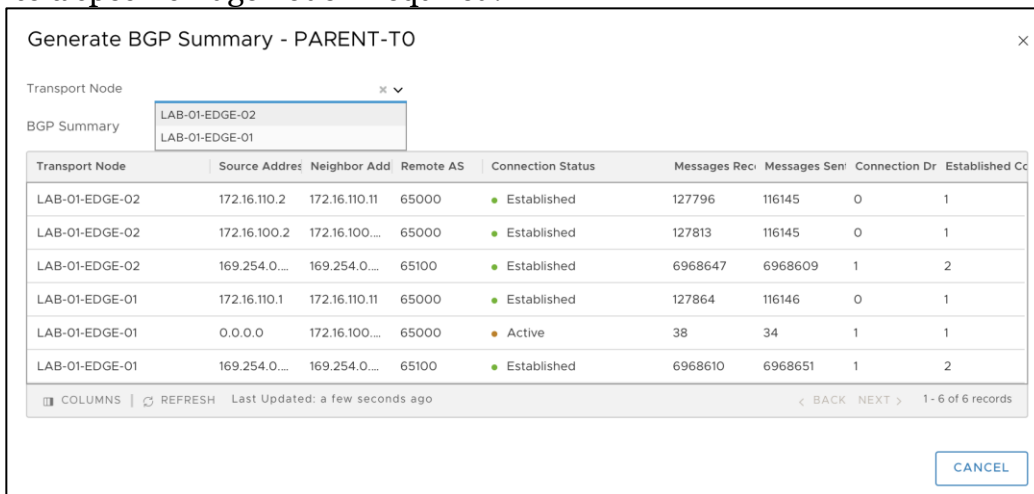 Generate BGP Summary - PARENT-T0
Transport Node
LAB-01-EDGE-02
BGP Summary
LAB-01-EDGE-01
Transport Node Source Addres Neighbor Add Remote AS Connection Status Messages Rec Messages Sent Connection Dr Established Cc
LAB-01-EDGE-02 172.16.110.2 172.16.110.11 65000 Established 127796 116145 0 1
LAB-01-EDGE-02 172.16.100.2 172.16.100.... 65000 Established 127813 116145 0 1
LAB-01-EDGE-02 169.254.0.... 169.254.0.... 65100 Established 6968647 6968609 1 2
LAB-01-EDGE-01 172.16.110.1 172.16.110.11 65000 Established 127864 116146 0 1
LAB-01-EDGE-01 0.0.0.0 172.16.100.... 65000 Active 38 34 1 1
LAB-01-EDGE-01 169.254.0.... 169.254.0.... 65100 Established 6968610 6968651 1 2
COLUMNS | REFRESH Last Updated: a few seconds ago < BACK NEXT > 1 - 6 of 6 records
CANCEL